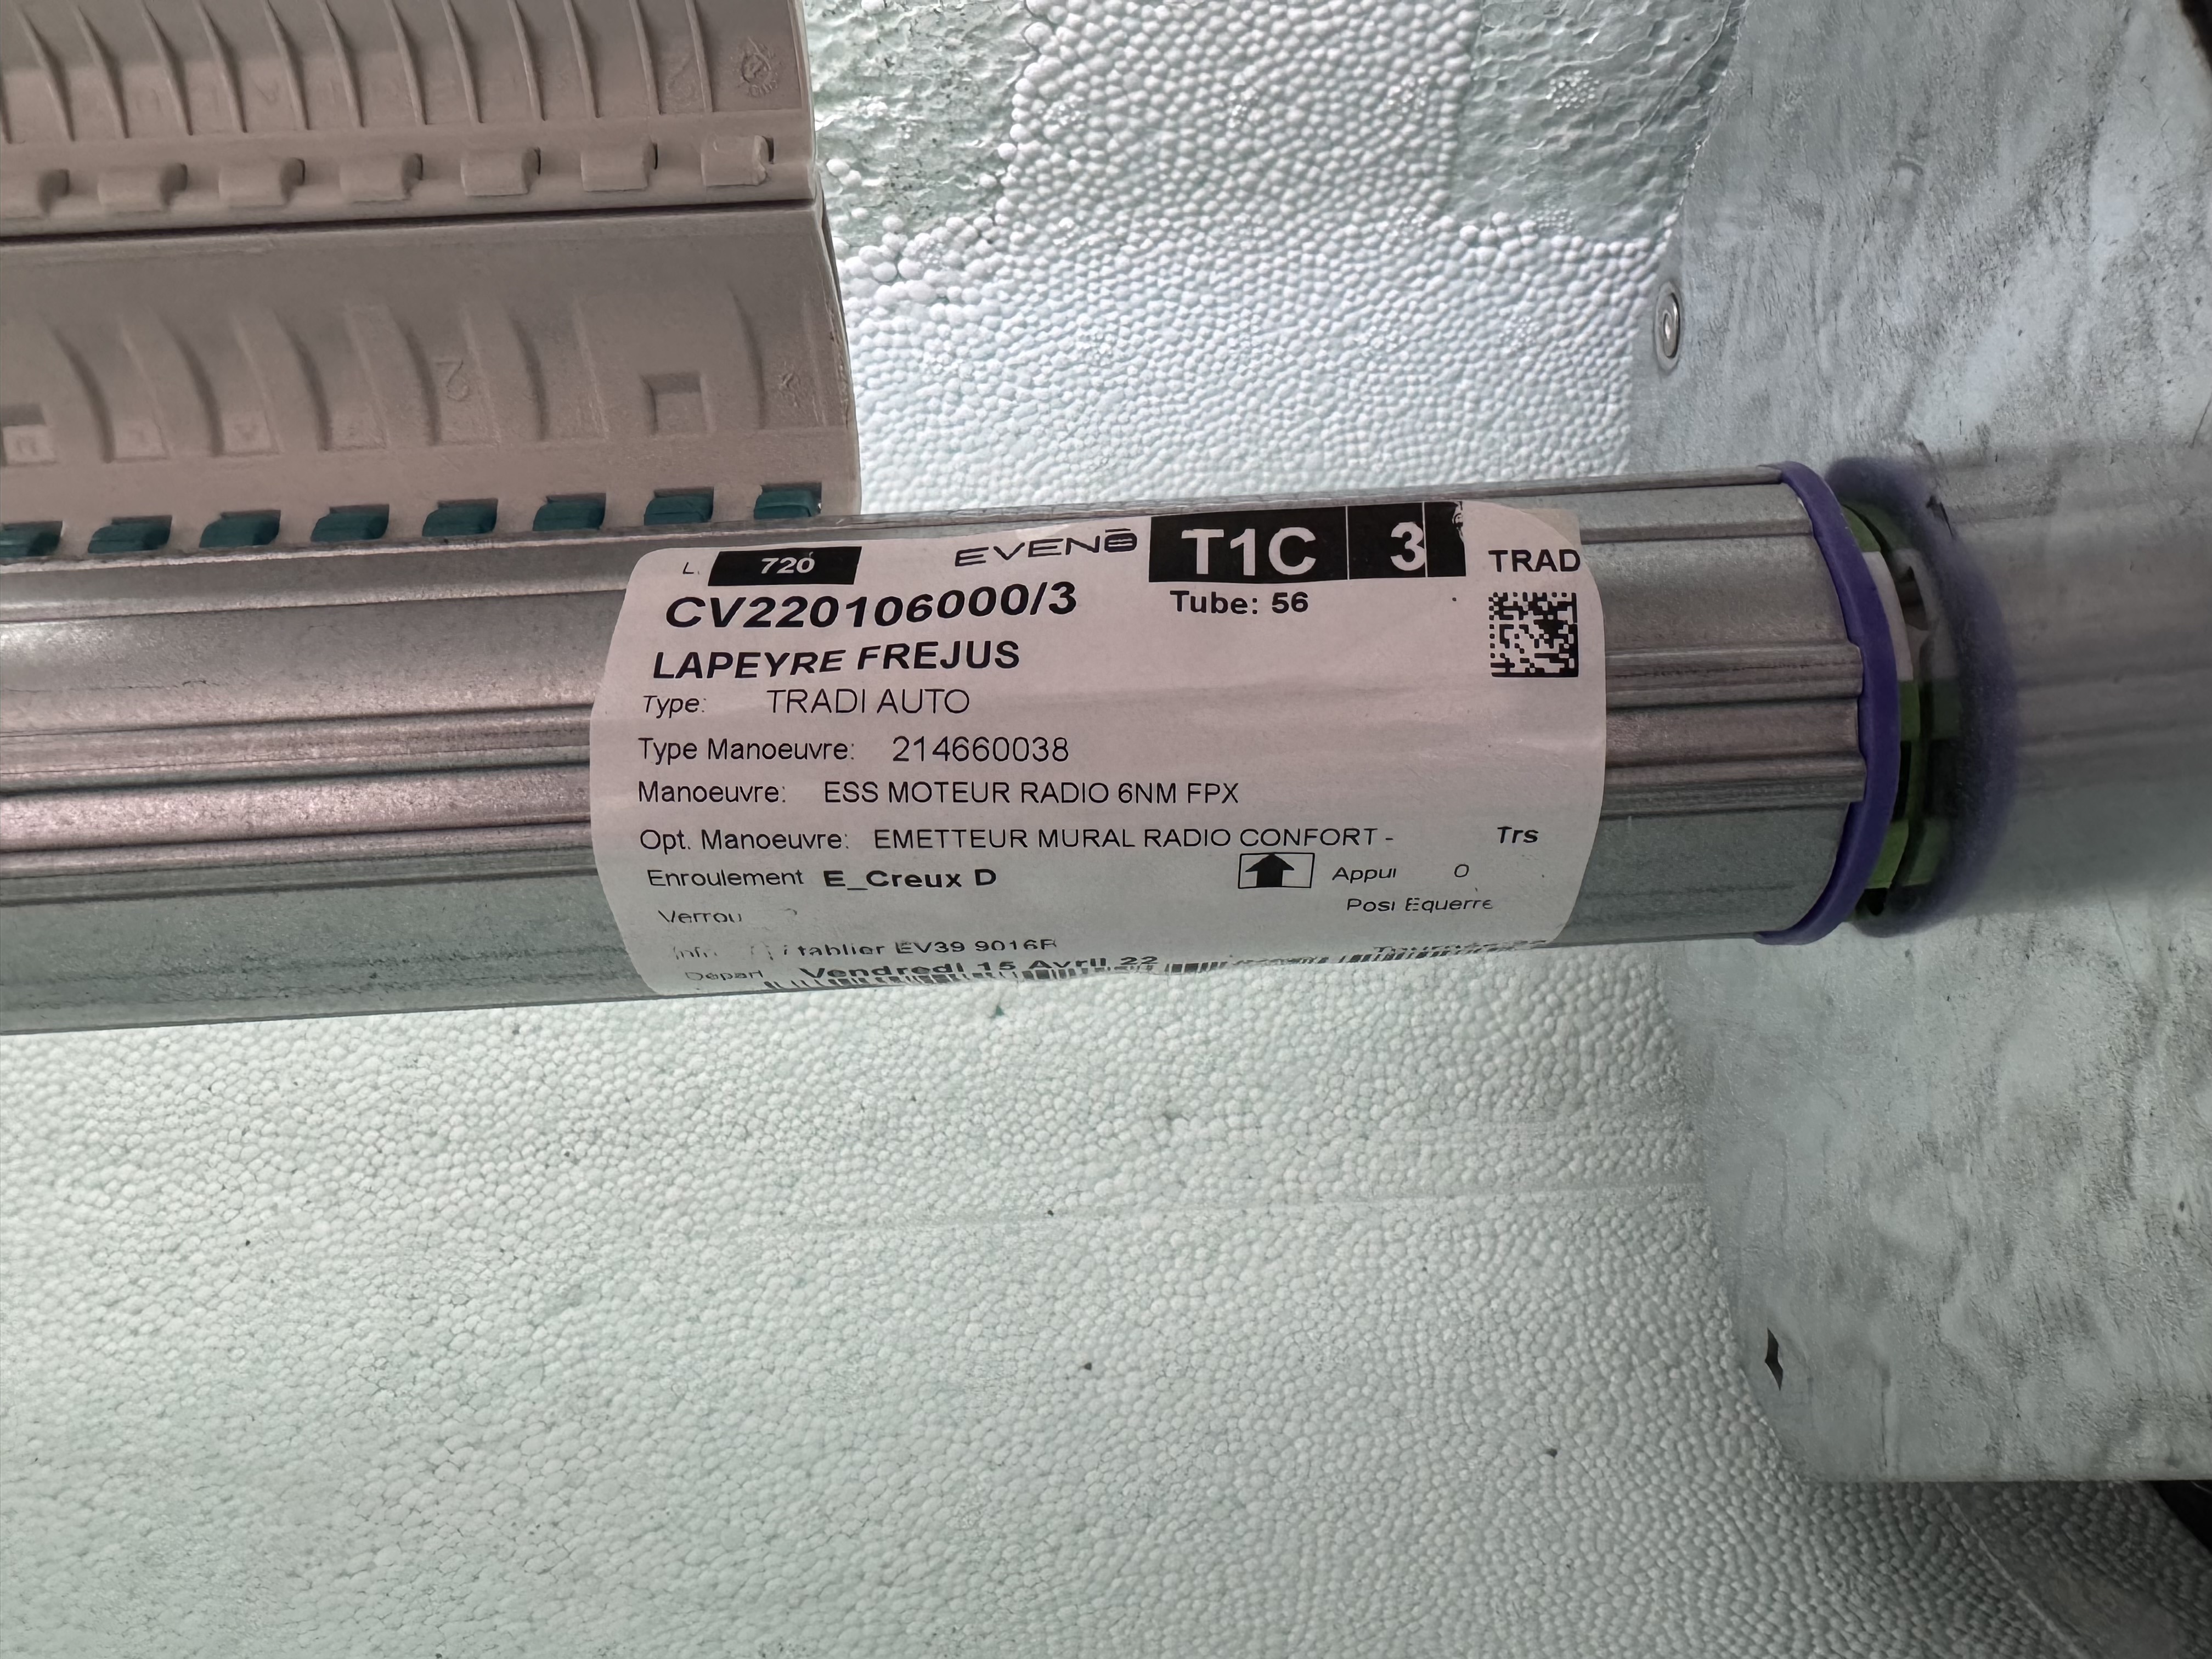 L. 720 EVENO T1C 3 TRAD
CV220106000/3 Tube: 56
LAPEYRE FREJUS
Type: TRADI AUTO
Type Manoeuvre: 214660038
Manoeuvre: ESS MOTEUR RADIO 6NM FPX
Opt. Manoeuvre: EMETTEUR MURAL RADIO CONFORT - Trs
Enroulement E_Creux D Appui 0
Verrou Posi Equerre
tablier EV39 9016R
Départ Vendredi 15 Avril 22